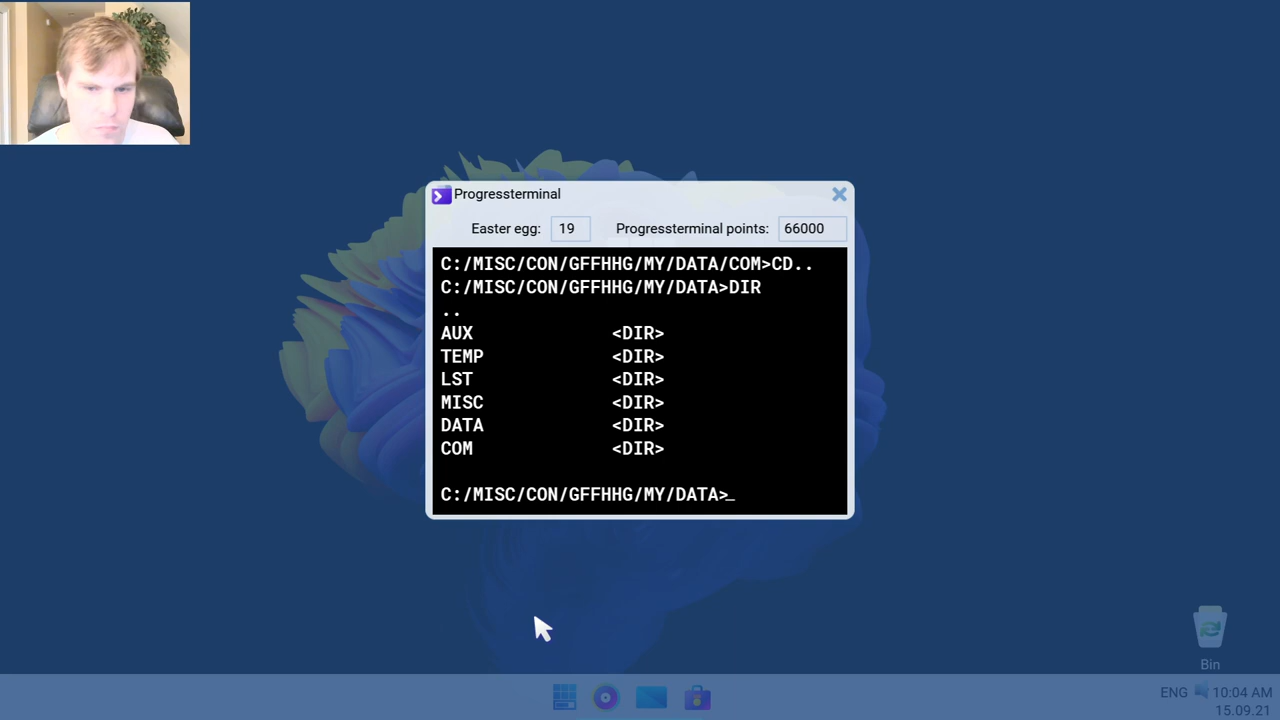 Progressterminal
Easter egg: 19 Progressterminal points: 66000
C:/MISC/CON/GFFHHG/MY/DATA/COM>CD..
C:/MISC/CON/GFFHHG/MY/DATA>DIR
..
AUX <DIR>
TEMP <DIR>
LST <DIR>
MISC <DIR>
DATA <DIR>
COM <DIR>
C:/MISC/CON/GFFHHG/MY/DATA>_
Bin
ENG 10:04 AM
15.09.21